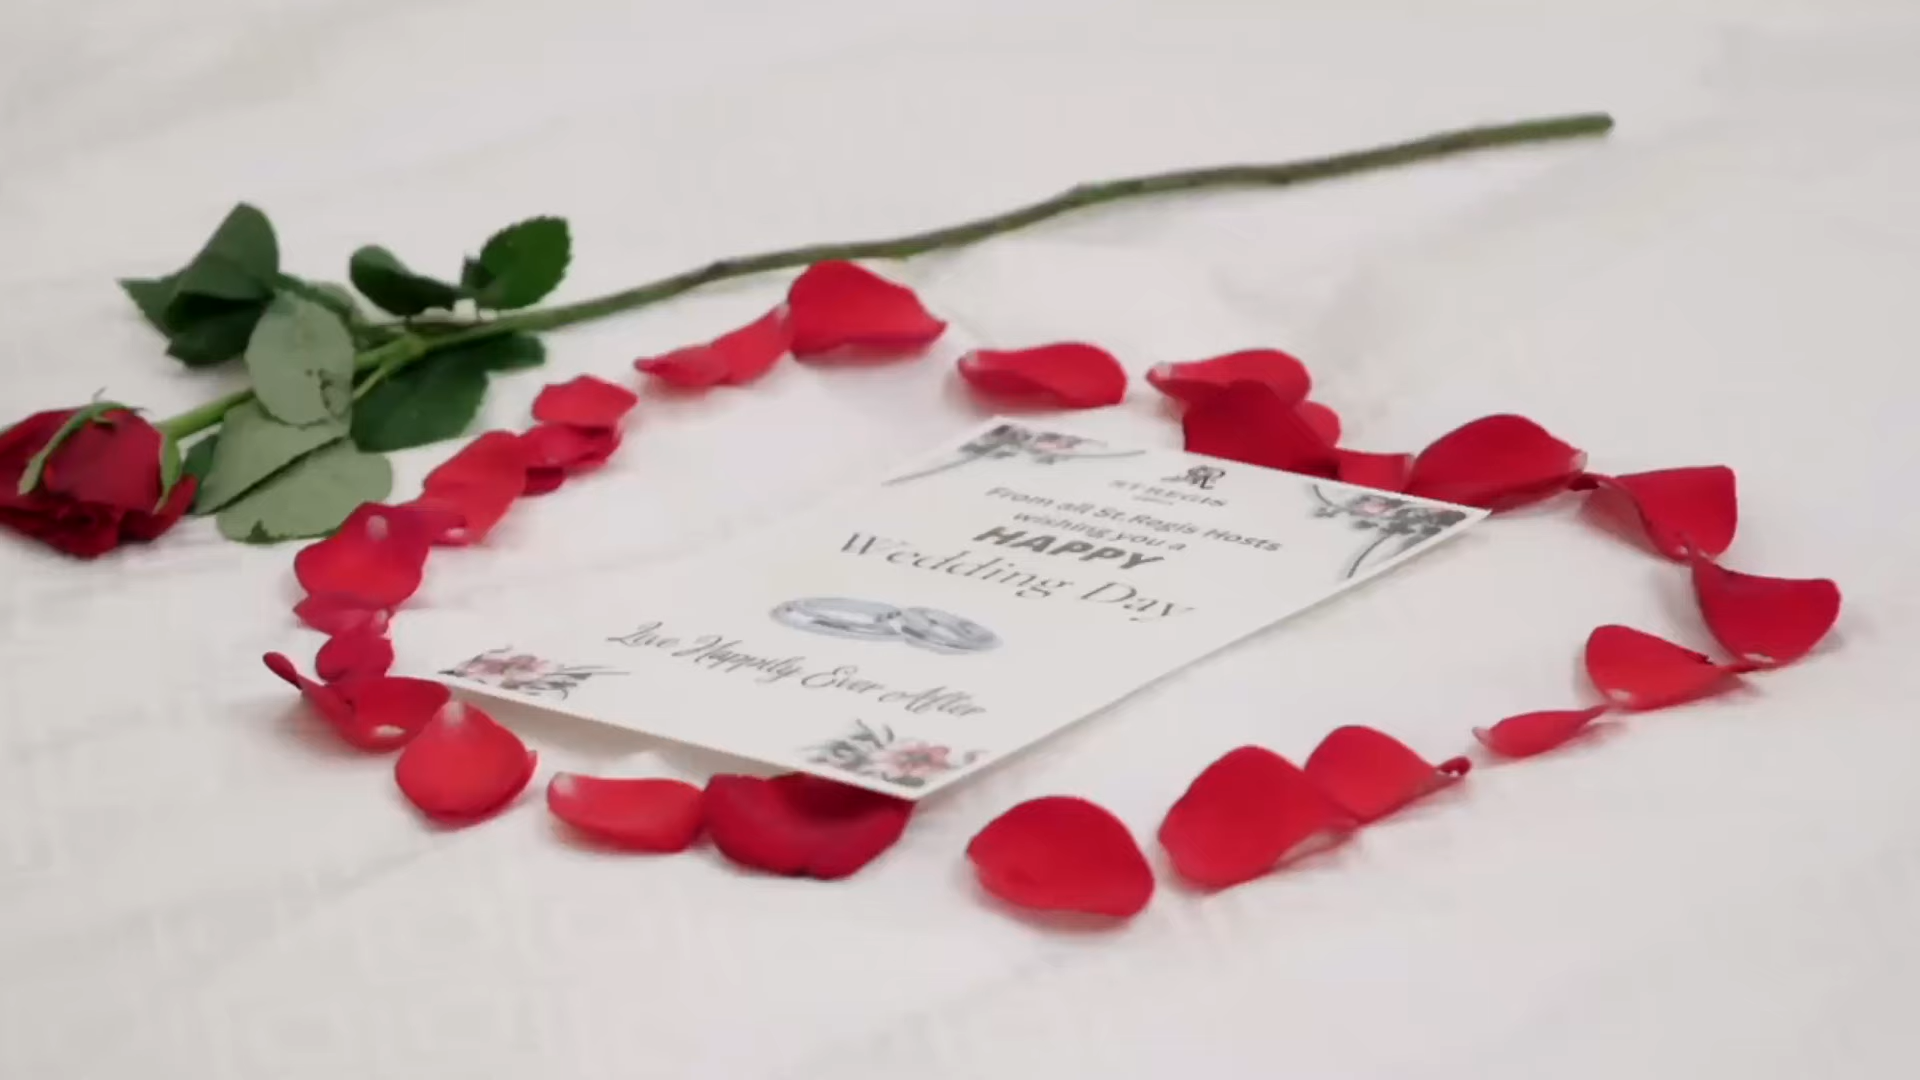 ST REGIS
From all St. Regis Hosts
wishing you a
HAPPY
Wedding Day
Live Happily Ever After